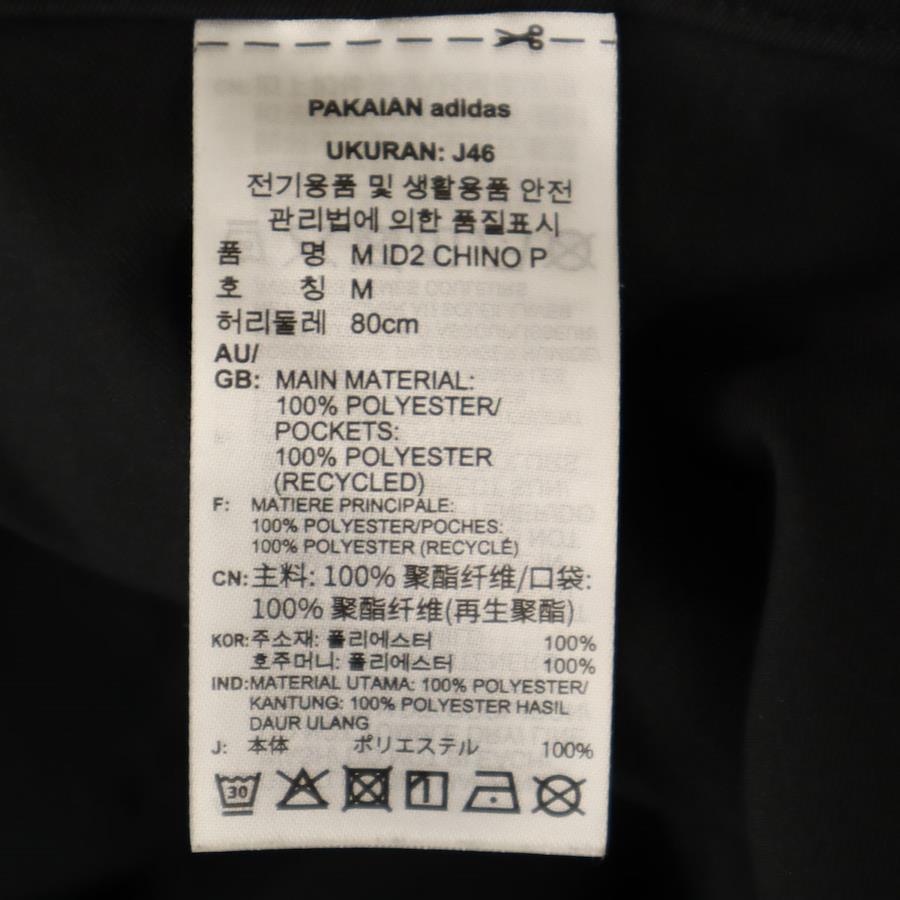 PAKAIAN adidas
UKURAN: J46
전기용품 및 생활용품 안전
관리법에 의한 품질표시
품 명 M ID2 CHINO P
호 칭 M
허리둘레 80cm
AU/
GB: MAIN MATERIAL:
100% POLYESTER/
POCKETS:
100% POLYESTER
(RECYCLED)
F: MATIERE PRINCIPALE:
100% POLYESTER/POCHES:
100% POLYESTER (RECYCLÉ)
CN: 主料: 100% 聚酯纤维/口袋:
100% 聚酯纤维(再生聚酯)
KOR: 주소재: 폴리에스터 100%
호주머니: 폴리에스터 100%
IND: MATERIAL UTAMA: 100% POLYESTER/
KANTUNG: 100% POLYESTER HASIL
DAUR ULANG
J: 本体 ポリエステル 100%
30